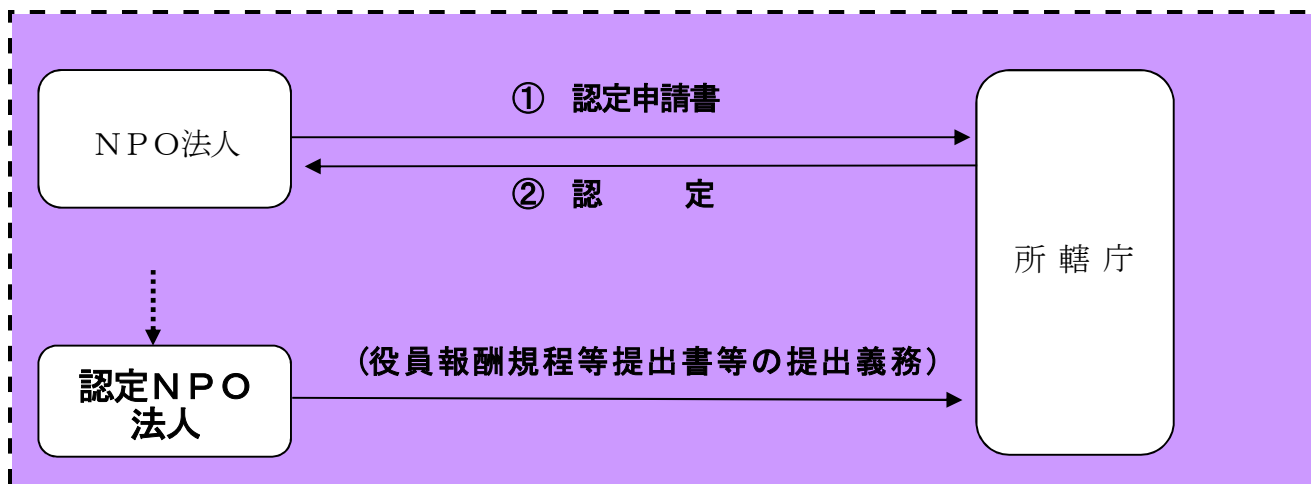 ① 認定申請書
ＮＰＯ法人
② 認　　　定
所 轄 庁
(役員報酬規程等提出書等の提出義務)
認定ＮＰＯ
法人